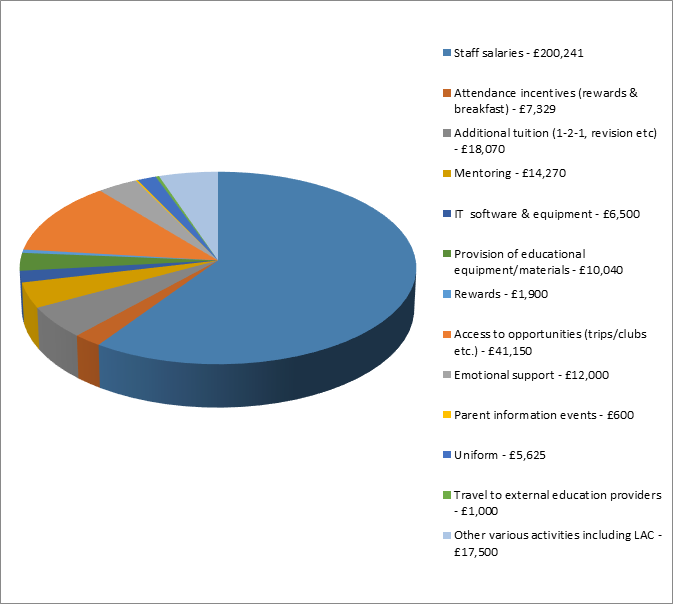 Staff salaries - £200,241
Attendance incentives (rewards &
breakfast) - £7,329
Additional tuition (1-2-1, revision etc)
- £18,070
Mentoring - £14,270
IT  software & equipment - £6,500
Provision of educational
equipment/materials - £10,040
Rewards - £1,900
Access to opportunities (trips/clubs
etc.) - £41,150
Emotional support - £12,000
Parent information events - £600
Uniform - £5,625
Travel to external education providers
- £1,000
Other various activities including LAC -
£17,500